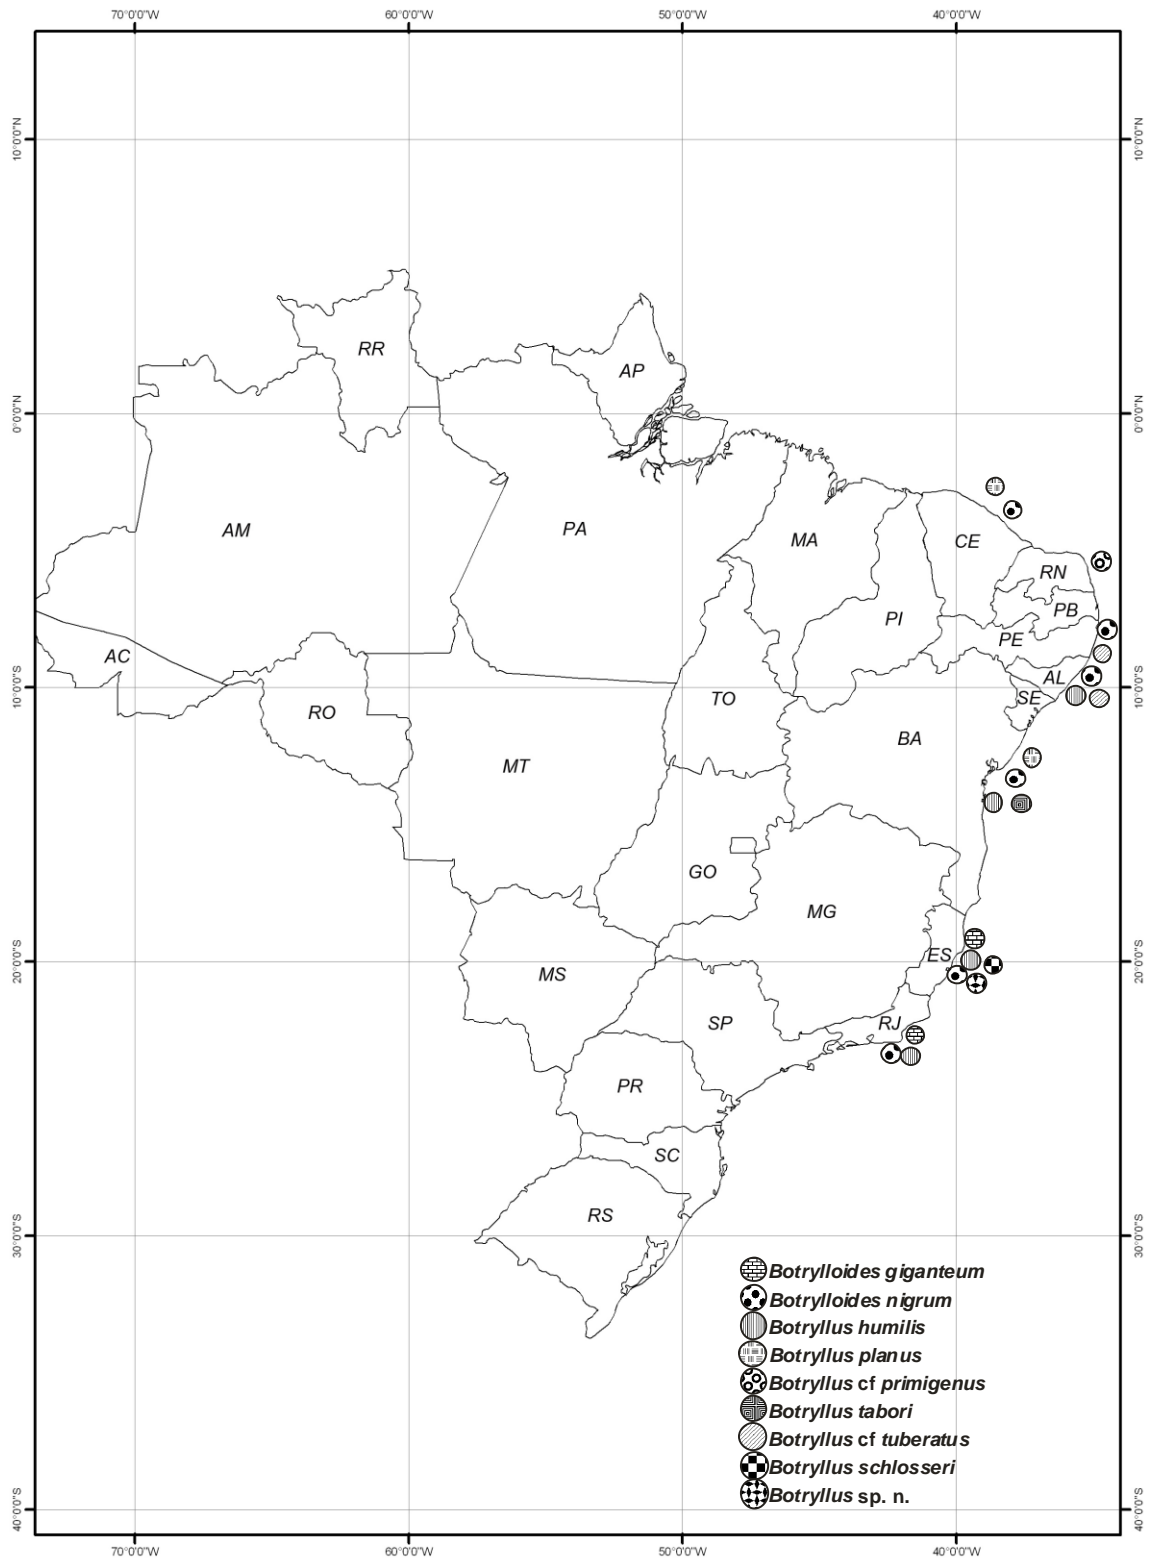 70°0'0"W 60°0'0"W 50°0'0"W 40°0'0"W
10°0'0"N 10°0'0"N
RR
AP
0°0'0"N 0°0'0"N
AM PA MA CE
RN
PI PB
PE
AC AL
10°0'0"S 10°0'0"S
RO TO SE
MT BA
GO
MG
ES
20°0'0"S 20°0'0"S
MS
SP RJ
PR
SC
RS
30°0'0"S 30°0'0"S
Botrylloides giganteum
Botrylloides nigrum
Botryllus humilis
Botryllus planus
Botryllus cf primigenus
Botryllus tabori
Botryllus cf tuberatus
Botryllus schlosseri
Botryllus sp. n.
40°0'0"S 40°0'0"S
70°0'0"W 60°0'0"W 50°0'0"W 40°0'0"W